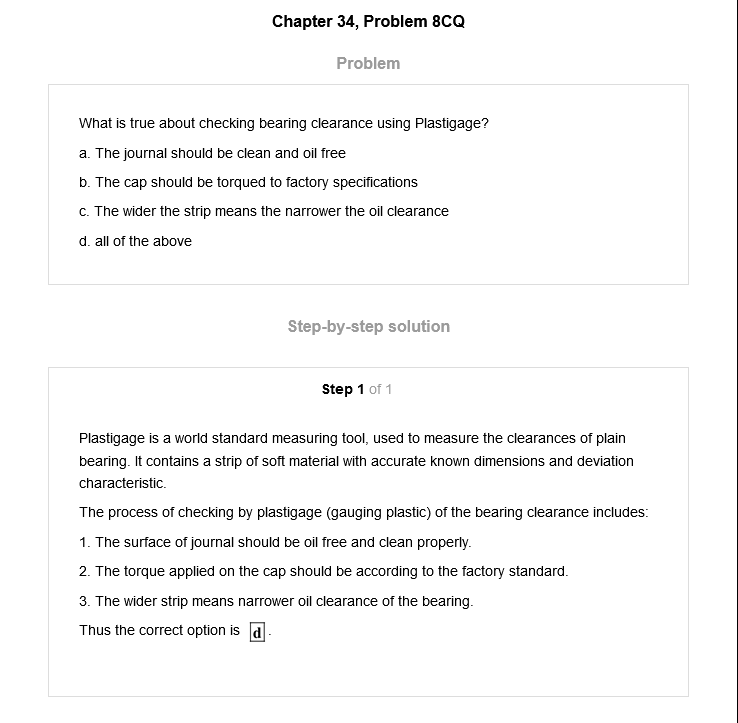 Chapter 34, Problem 8CQ
Problem
What is true about checking bearing clearance using Plastigage?
a. The journal should be clean and oil free
b. The cap should be torqued to factory specifications
c. The wider the strip means the narrower the oil clearance
d. all of the above
Step-by-step solution
Step 1 of 1
Plastigage is a world standard measuring tool, used to measure the clearances of plain
bearing. It contains a strip of soft material with accurate known dimensions and deviation
characteristic.
The process of checking by plastigage (gauging plastic) of the bearing clearance includes:
1. The surface of journal should be oil free and clean properly.
2. The torque applied on the cap should be according to the factory standard.
3. The wider strip means narrower oil clearance of the bearing.
Thus the correct option is d.